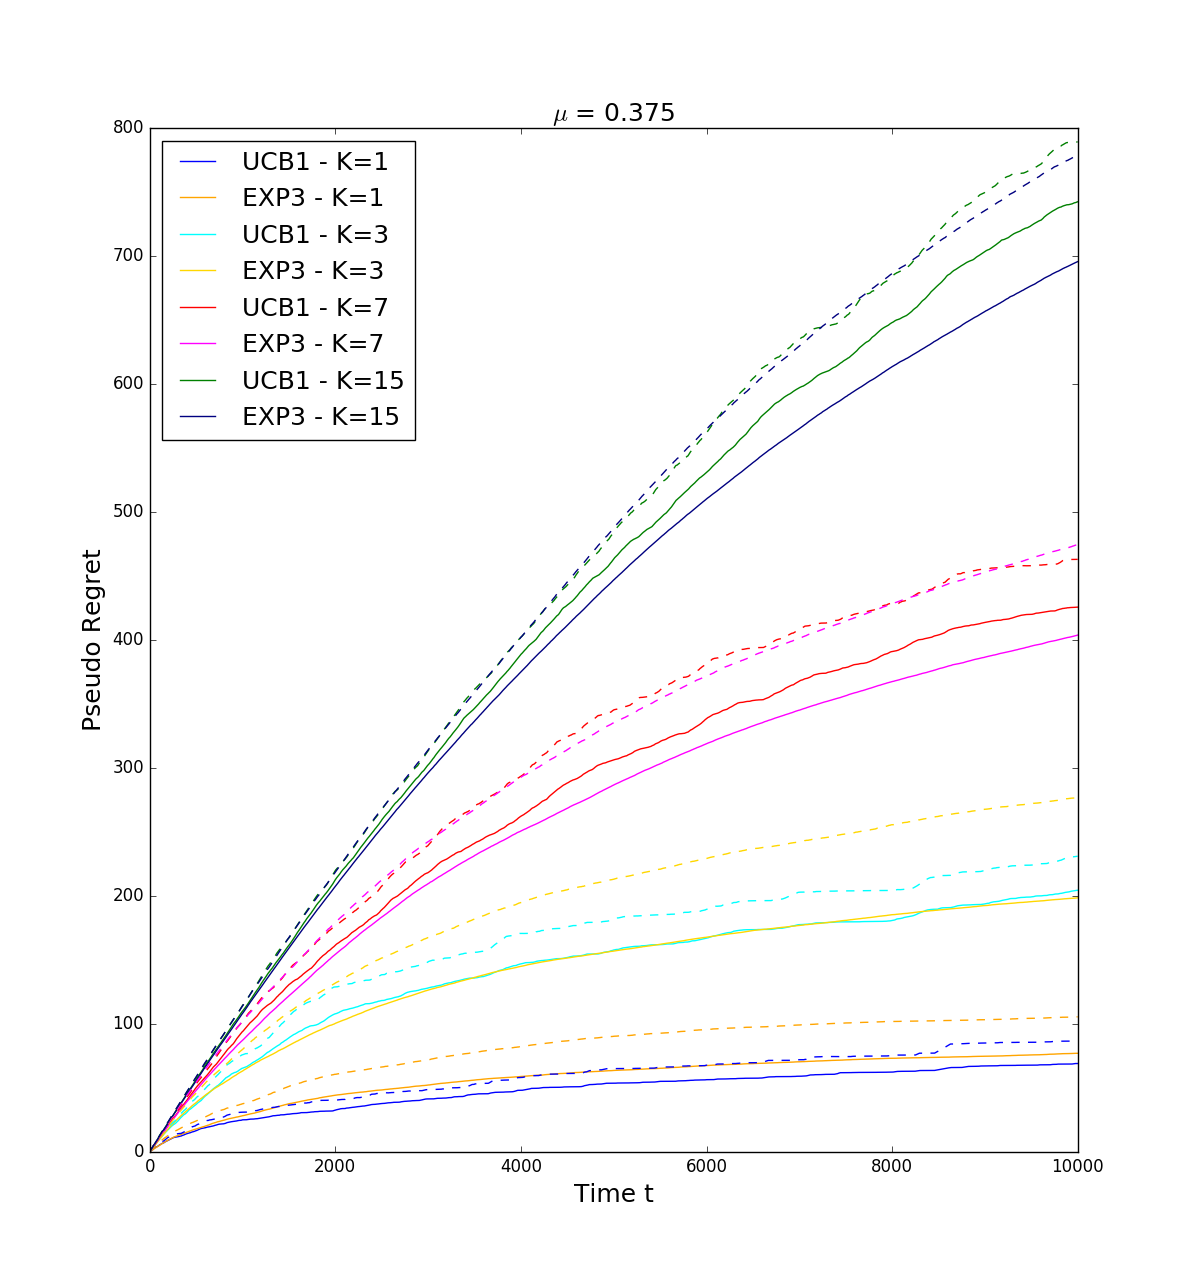 μ = 0.375
800
700
600
500
400
300
200
100
0
Pseudo Regret
UCB1 - K=1
EXP3 - K=1
UCB1 - K=3
EXP3 - K=3
UCB1 - K=7
EXP3 - K=7
UCB1 - K=15
EXP3 - K=15
0 2000 4000 6000 8000 10000
Time t